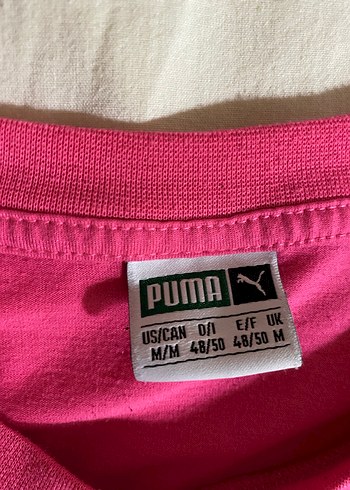 PUMA
US/CAN D/I E/F UK
M/M 48/50 48/50 M